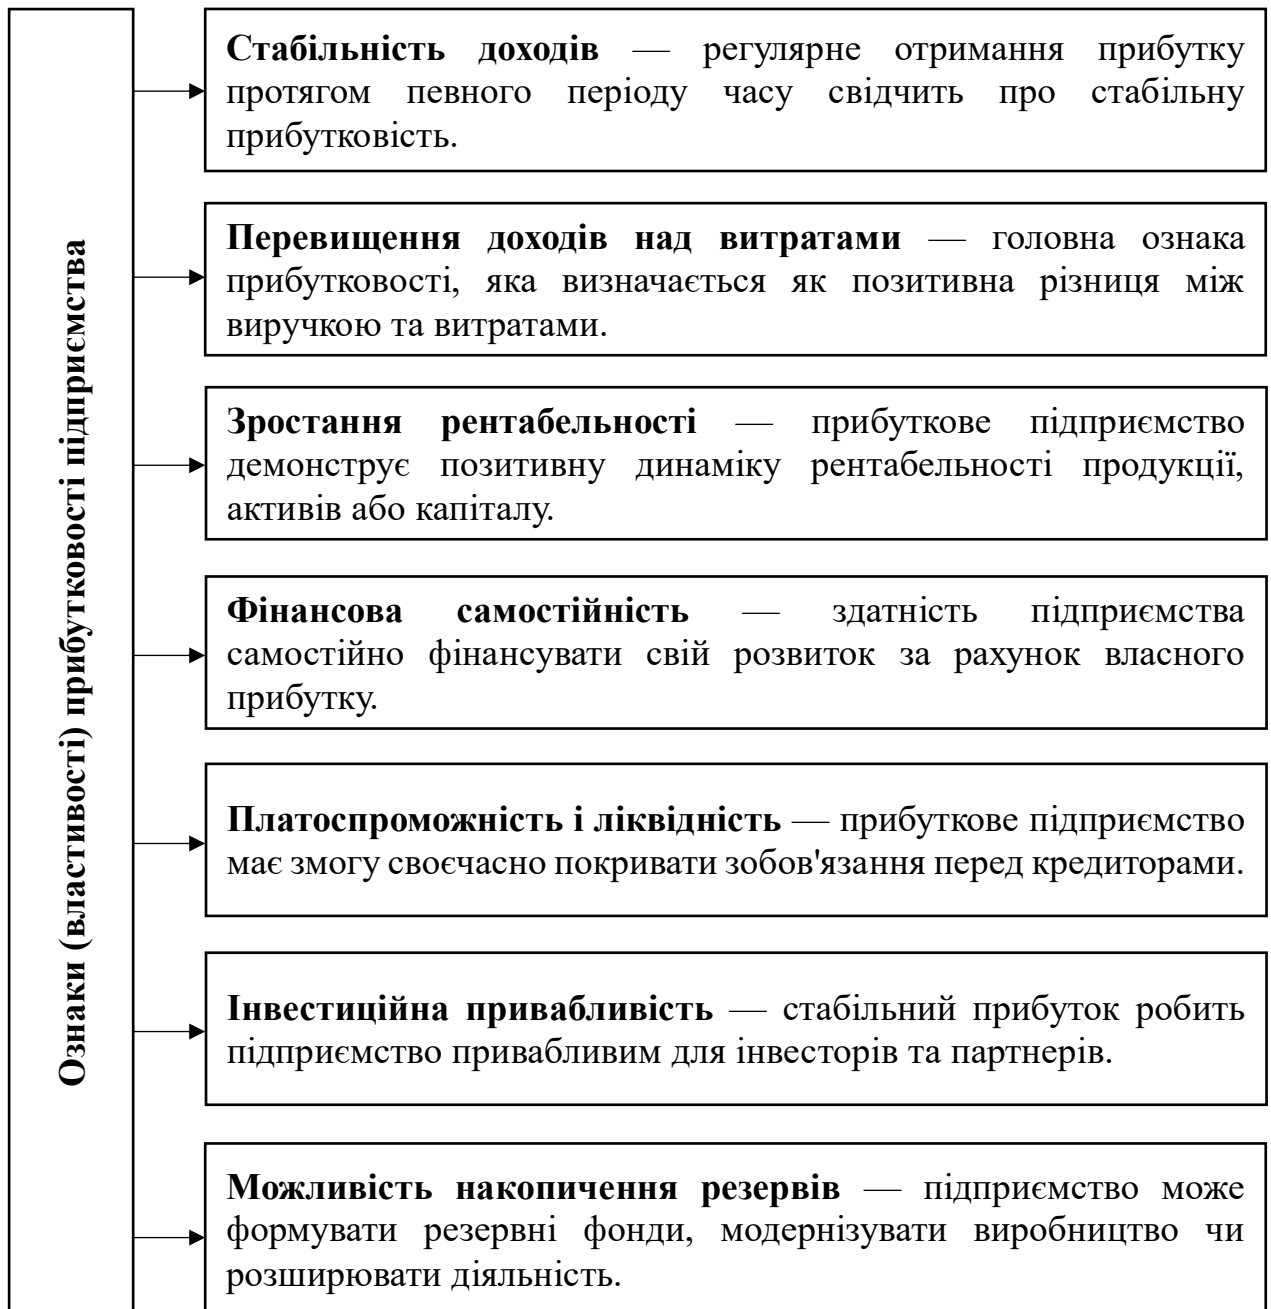 Ознаки (властивості) прибутковості підприємства
Стабільність доходів — регулярне отримання прибутку
протягом певного періоду часу свідчить про стабільну
прибутковість.
Перевищення доходів над витратами — головна ознака
прибутковості, яка визначається як позитивна різниця між
виручкою та витратами.
Зростання рентабельності — прибуткове підприємство
демонструє позитивну динаміку рентабельності продукції,
активів або капіталу.
Фінансова самостійність — здатність підприємства
самостійно фінансувати свій розвиток за рахунок власного
прибутку.
Платоспроможність і ліквідність — прибуткове підприємство
має змогу своєчасно покривати зобов'язання перед кредиторами.
Інвестиційна привабливість — стабільний прибуток робить
підприємство привабливим для інвесторів та партнерів.
Можливість накопичення резервів — підприємство може
формувати резервні фонди, модернізувати виробництво чи
розширювати діяльність.